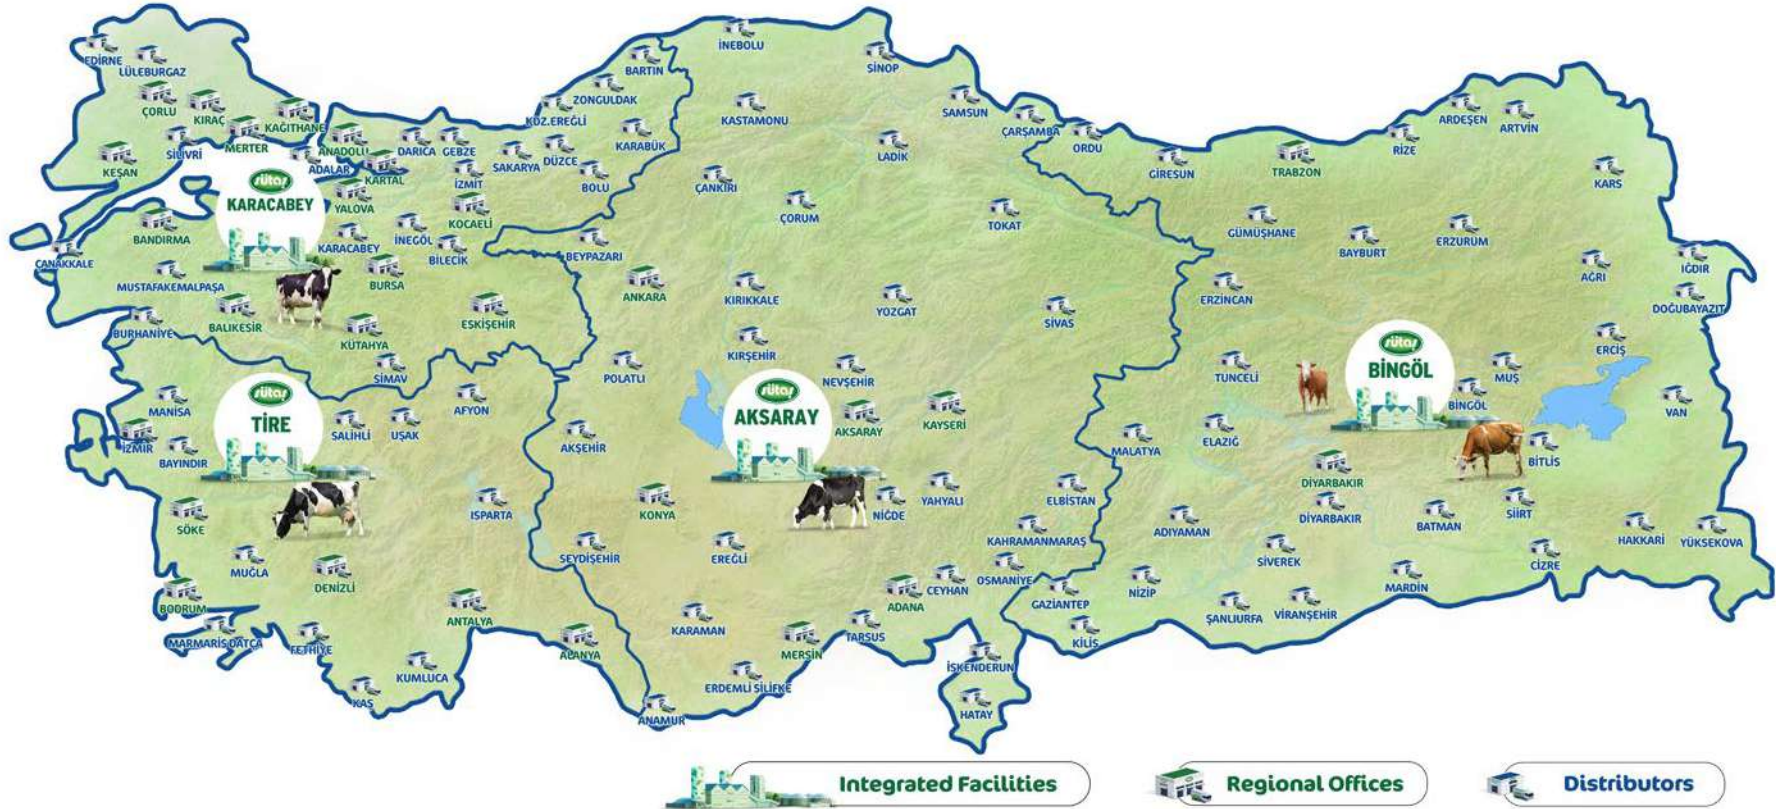 İNEBOLU
SİNOP
EDİRNE
LÜLEBURGAZ
BARTIN
ZONGULDAK
KDZ.EREĞLİ
KASTAMONU
SAMSUN
ÇARŞAMBA
ARDEŞEN
ARTVİN
ÇORLU
KIRAÇ
KAĞITHANE
MERTER
SİLİVRİ
ANADOLU
DARICA
GEBZE
KARABÜK
ORDU
RİZE
LADİK
KEŞAN
ADALAR
KARTAL
İZMİT
SAKARYA
DÜZCE
BOLU
ÇANKIRI
GİRESUN
TRABZON
KARS
sütaş
KARACABEY
YALOVA
KOCAELİ
ÇORUM
TOKAT
GÜMÜŞHANE
BAYBURT
ERZURUM
BANDIRMA
KARACABEY
İNEGÖL
BİLECİK
BEYPAZARI
ÇANAKKALE
AĞRI
IĞDIR
MUSTAFAKEMALPAŞA
BURSA
ANKARA
KIRIKKALE
YOZGAT
SİVAS
ERZİNCAN
DOĞUBAYAZIT
BURHANİYE
BALIKESİR
KÜTAHYA
ESKİŞEHİR
KIRŞEHİR
ERCİŞ
SİMAV
POLATLI
NEVŞEHİR
TUNCELİ
sütaş
BİNGÖL
MUŞ
BİNGÖL
VAN
MANİSA
sütaş
TİRE
AFYON
SALİHLİ
UŞAK
sütaş
AKSARAY
AKSARAY
KAYSERİ
İZMİR
BAYINDIR
AKŞEHİR
MALATYA
ELAZIĞ
BİTLİS
DİYARBAKIR
SÖKE
ISPARTA
KONYA
NİĞDE
YAHYALI
ELBİSTAN
KAHRAMANMARAŞ
ADIYAMAN
DİYARBAKIR
BATMAN
SİİRT
HAKKARİ
YÜKSEKOVA
MUĞLA
DENİZLİ
SEYDİŞEHİR
EREĞLİ
OSMANİYE
SİVEREK
CİZRE
BODRUM
ANTALYA
ADANA
CEYHAN
GAZİANTEP
NİZİP
MARDİN
ŞANLIURFA
VİRANŞEHİR
MARMARİS DATÇA
FETHİYE
ALANYA
KARAMAN
MERSİN
TARSUS
KİLİS
KUMLUCA
KAŞ
ERDEMLİ SİLİFKE
İSKENDERUN
ANAMUR
HATAY
Integrated Facilities
Regional Offices
Distributors